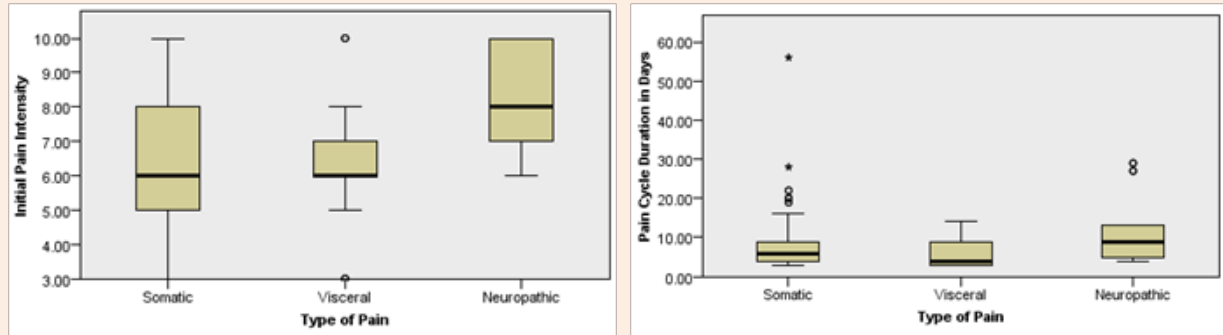 Initial Pain Intensity
10.00
9.00
8.00
7.00
6.00
5.00
4.00
3.00
Somatic Visceral Neuropathic
Type of Pain
Pain Cycle Duration in Days
60.00
50.00
40.00
30.00
20.00
10.00
0.00
Somatic Visceral Neuropathic
Type of Pain